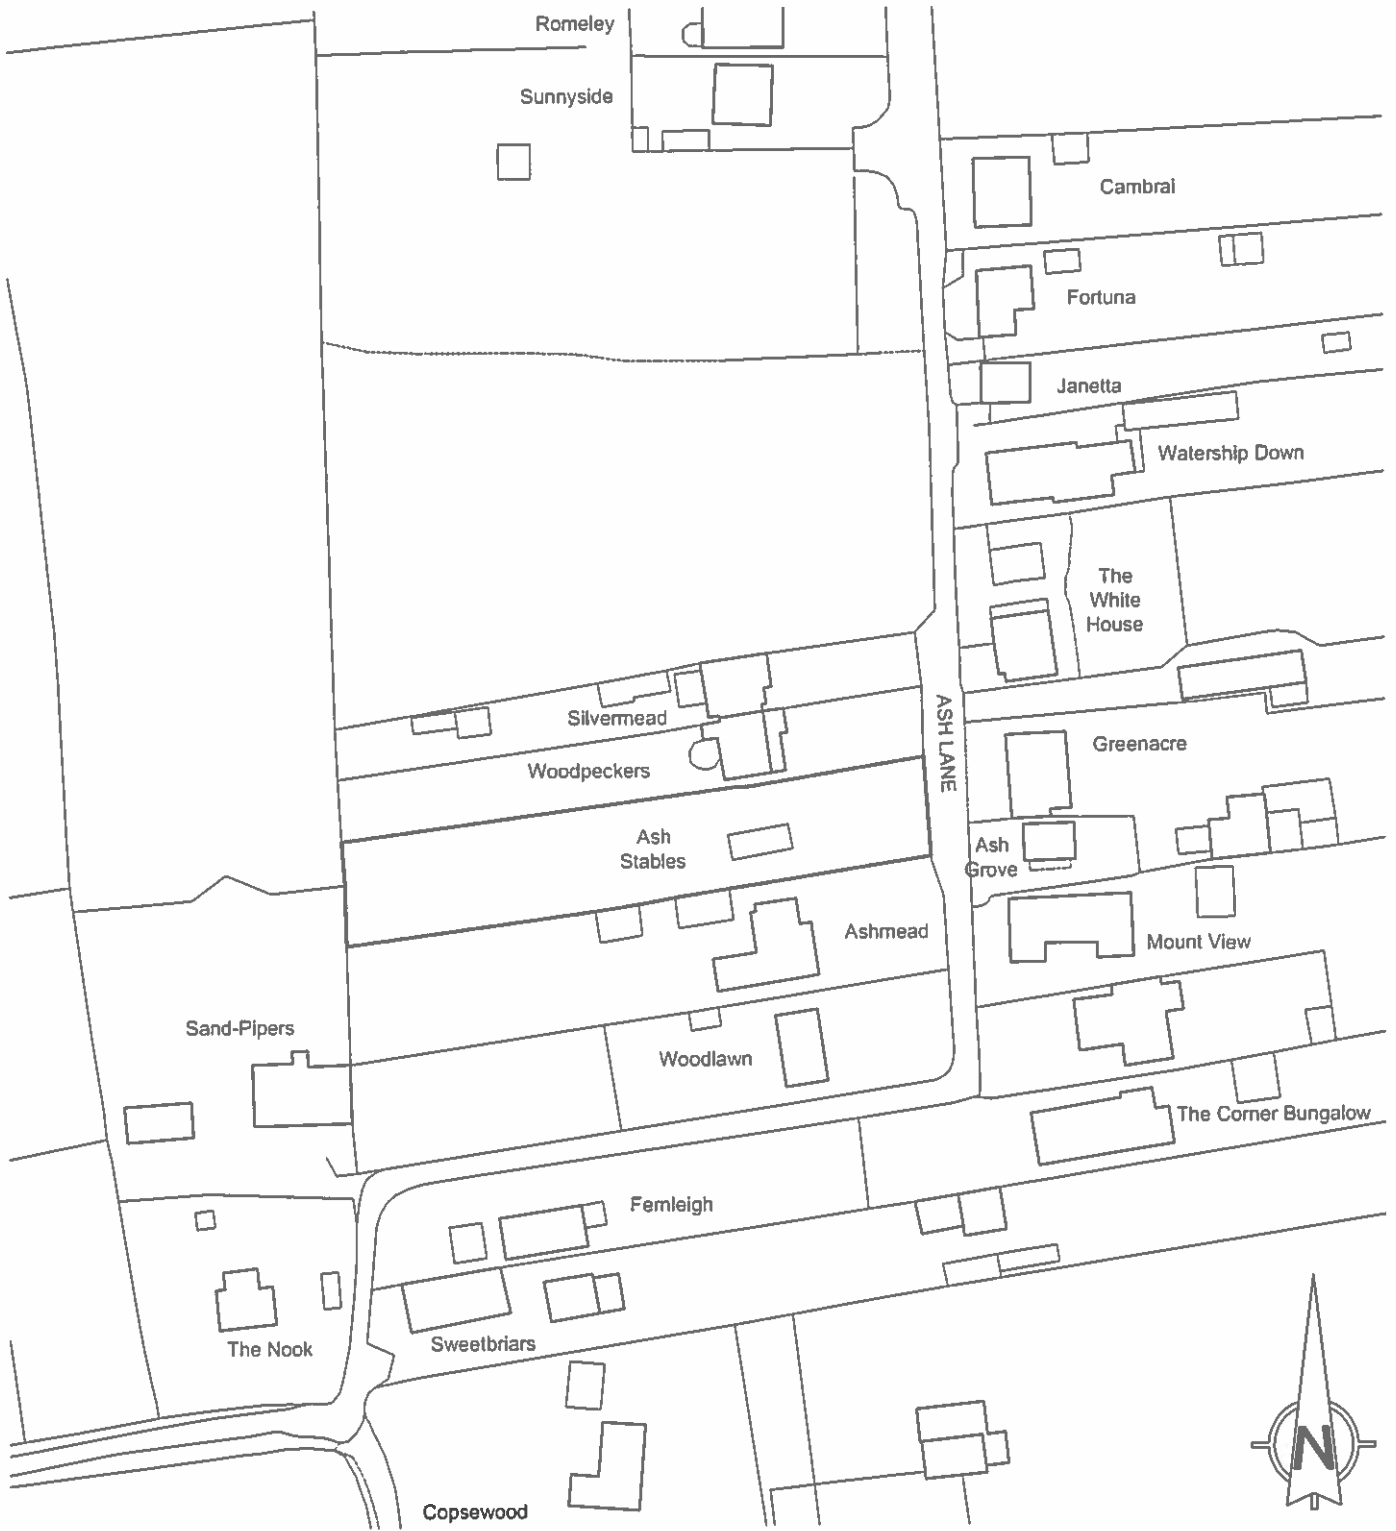 Romeley
Sunnyside
Cambrai
Fortuna
Janetta
Watership Down
The
White
House
Silvermead
ASH LANE
Woodpeckers
Greenacre
Ash
Stables
Ash
Grove
Ashmead
Mount View
Sand-Pipers
Woodlawn
The Corner Bungalow
Fernleigh
The Nook
Sweetbriars
Copsewood
N